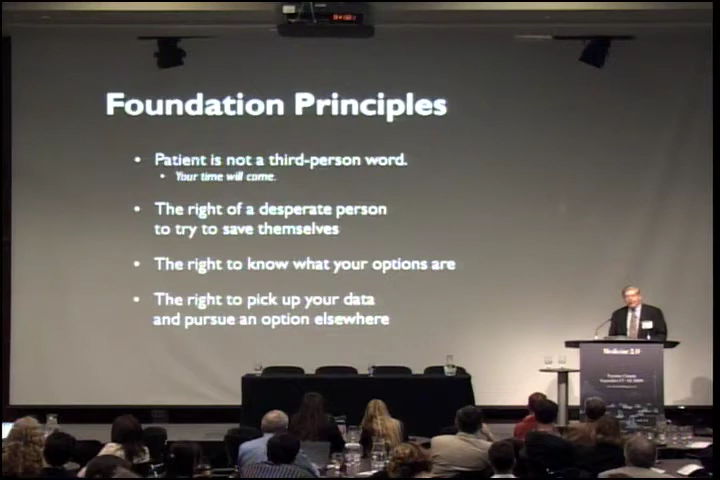 Foundation Principles
• Patient is not a third-person word.
• Your time will come.
• The right of a desperate person
to try to save themselves
• The right to know what your options are
• The right to pick up your data
and pursue an option elsewhere
Medicine 2.0